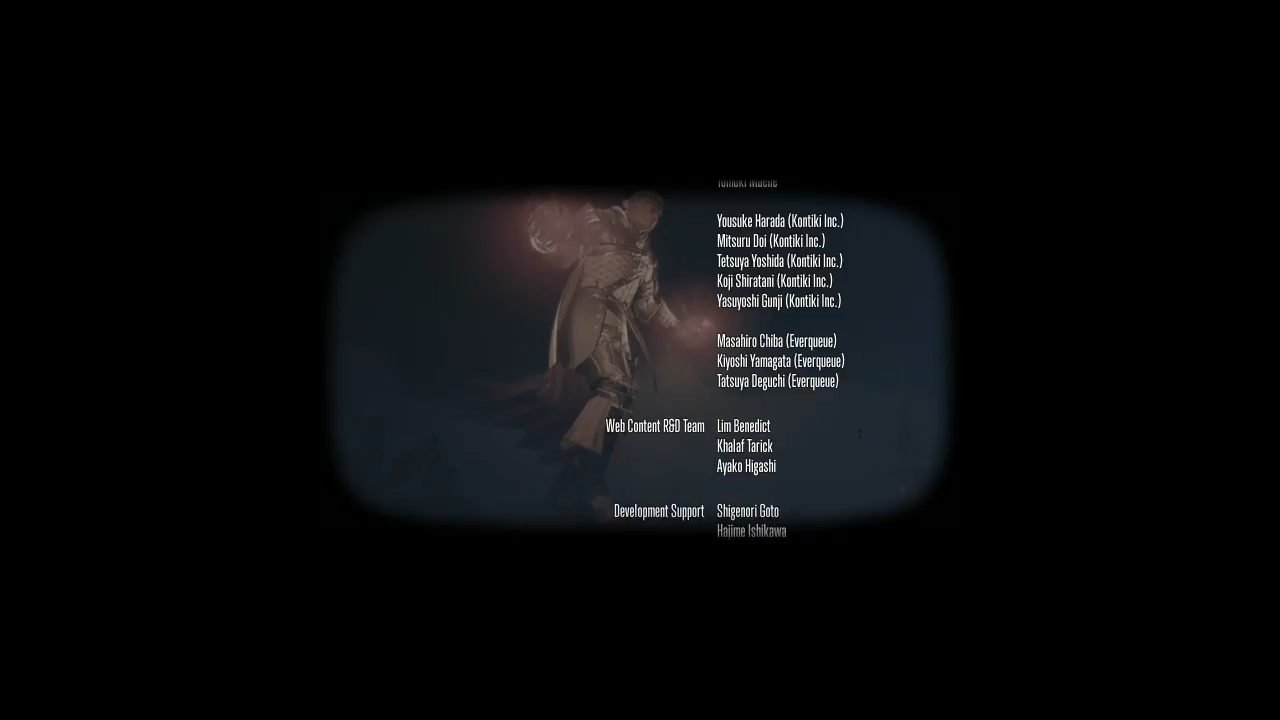 Yousuke Harada (Kontiki Inc.)
Mitsuru Doi (Kontiki Inc.)
Tetsuya Yoshida (Kontiki Inc.)
Koji Shiratani (Kontiki Inc.)
Yasuyoshi Gunji (Kontiki Inc.)
Masahiro Chiba (Everqueue)
Kiyoshi Yamagata (Everqueue)
Tatsuya Deguchi (Everqueue)
Web Content R&D Team Lim Benedict
Khalaf Tarick
Ayako Higashi
Development Support Shigenori Goto
Hajime Ishikawa